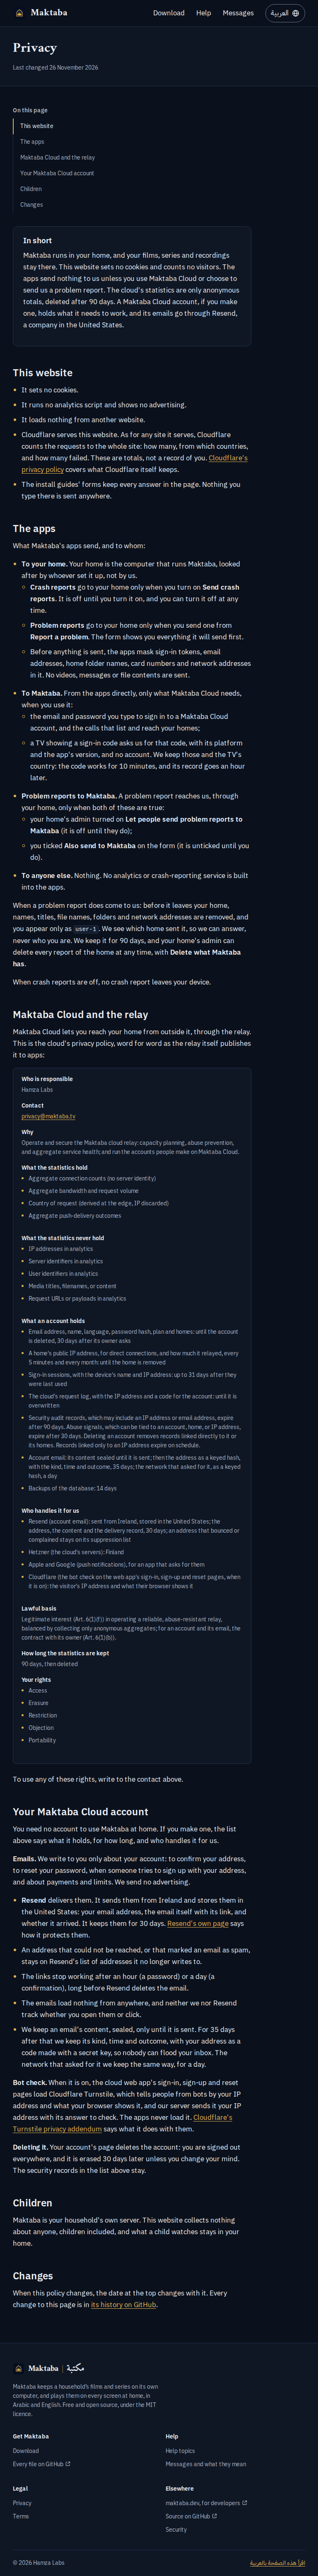 Maktaba
Download
Help
Messages
العربية
Privacy
Last changed 26 November 2026
On this page
This website
The apps
Maktaba Cloud and the relay
Your Maktaba Cloud account
Children
Changes
In short
Maktaba runs in your home, and your films, series and recordings
stay there. This website sets no cookies and counts no visitors. The
apps send nothing to us unless you use Maktaba Cloud or choose to
send us a problem report. The cloud's statistics are only anonymous
totals, deleted after 90 days. A Maktaba Cloud account, if you make
one, holds what it needs to work, and its emails go through Resend,
a company in the United States.
This website
It sets no cookies.
It runs no analytics script and shows no advertising.
It loads nothing from another website.
Cloudflare serves this website. As for any site it serves, Cloudflare
counts the requests to the whole site: how many, from which countries,
and how many failed. These are totals, not a record of you. Cloudflare's
privacy policy covers what Cloudflare itself keeps.
The install guides' forms keep every answer in the page. Nothing you
type there is sent anywhere.
The apps
What Maktaba's apps send, and to whom:
To your home. Your home is the computer that runs Maktaba, looked
after by whoever set it up, not by us.
Crash reports go to your home only when you turn on Send crash
reports. It is off until you turn it on, and you can turn it off at any
time.
Problem reports go to your home only when you send one from
Report a problem. The form shows you everything it will send first.
Before anything is sent, the apps mask sign-in tokens, email
addresses, home folder names, card numbers and network addresses
in it. No videos, messages or file contents are sent.
To Maktaba. From the apps directly, only what Maktaba Cloud needs,
when you use it:
the email and password you type to sign in to a Maktaba Cloud
account, and the calls that list and reach your homes;
a TV showing a sign-in code asks us for that code, with its platform
and the app's version, and no account. We keep those and the TV's
country: the code works for 10 minutes, and its record goes an hour
later.
Problem reports to Maktaba. A problem report reaches us, through
your home, only when both of these are true:
your home's admin turned on Let people send problem reports to
Maktaba (it is off until they do);
you ticked Also send to Maktaba on the form (it is unticked until you
do).
To anyone else. Nothing. No analytics or crash-reporting service is built
into the apps.
When a problem report does come to us: before it leaves your home,
names, titles, file names, folders and network addresses are removed, and
you appear only as user-1. We see which home sent it, so we can answer,
never who you are. We keep it for 90 days, and your home's admin can
delete every report of the home at any time, with Delete what Maktaba
has.
When crash reports are off, no crash report leaves your device.
Maktaba Cloud and the relay
Maktaba Cloud lets you reach your home from outside it, through the relay.
This is the cloud's privacy policy, word for word as the relay itself publishes
it to apps:
Who is responsible
Hamza Labs
Contact
privacy@maktaba.tv
Why
Operate and secure the Maktaba cloud relay: capacity planning, abuse prevention,
and aggregate service health; and run the accounts people make on Maktaba Cloud.
What the statistics hold
Aggregate connection counts (no server identity)
Aggregate bandwidth and request volume
Country of request (derived at the edge, IP discarded)
Aggregate push-delivery outcomes
What the statistics never hold
IP addresses in analytics
Server identifiers in analytics
User identifiers in analytics
Media titles, filenames, or content
Request URLs or payloads in analytics
What an account holds
Email address, name, language, password hash, plan and homes: until the account
is deleted, 30 days after its owner asks
A home's public IP address, for direct connections, and how much it relayed, every
5 minutes and every month: until the home is removed
Sign-in sessions, with the device's name and IP address: up to 31 days after they
were last used
The cloud's request log, with the IP address and a code for the account: until it is
overwritten
Security audit records, which may include an IP address or email address, expire
after 90 days. Abuse signals, which can be tied to an account, home, or IP address,
expire after 30 days. Deleting an account removes records linked directly to it or
to its homes. Records linked only to an IP address expire on schedule.
Account email: its content sealed until it is sent; then the address as a keyed hash,
with the kind, time and outcome, 35 days; the network that asked for it, as a keyed
hash, a day
Backups of the database: 14 days
Who handles it for us
Resend (account email): sent from Ireland, stored in the United States; the
address, the content and the delivery record, 30 days; an address that bounced or
complained stays on its suppression list
Hetzner (the cloud's servers): Finland
Apple and Google (push notifications), for an app that asks for them
Cloudflare (the bot check on the web app's sign-in, sign-up and reset pages, when
it is on): the visitor's IP address and what their browser shows it
Lawful basis
Legitimate interest (Art. 6(1)(f)) in operating a reliable, abuse-resistant relay,
balanced by collecting only anonymous aggregates; for an account and its email, the
contract with its owner (Art. 6(1)(b)).
How long the statistics are kept
90 days, then deleted
Your rights
Access
Erasure
Restriction
Objection
Portability
To use any of these rights, write to the contact above.
Your Maktaba Cloud account
You need no account to use Maktaba at home. If you make one, the list
above says what it holds, for how long, and who handles it for us.
Emails. We write to you only about your account: to confirm your address,
to reset your password, when someone tries to sign up with your address,
and about payments and limits. We send no advertising.
Resend delivers them. It sends them from Ireland and stores them in
the United States: your email address, the email itself with its link, and
whether it arrived. It keeps them for 30 days. Resend's own page says
how it protects them.
An address that could not be reached, or that marked an email as spam,
stays on Resend's list of addresses it no longer writes to.
The links stop working after an hour (a password) or a day (a
confirmation), long before Resend deletes the email.
The emails load nothing from anywhere, and neither we nor Resend
track whether you open them or click.
We keep an email's content, sealed, only until it is sent. For 35 days
after that we keep its kind, time and outcome, with your address as a
code made with a secret key, so nobody can flood your inbox. The
network that asked for it we keep the same way, for a day.
Bot check. When it is on, the cloud web app's sign-in, sign-up and reset
pages load Cloudflare Turnstile, which tells people from bots by your IP
address and what your browser shows it, and our server sends it your IP
address with its answer to check. The apps never load it. Cloudflare's
Turnstile privacy addendum says what it does with them.
Deleting it. Your account's page deletes the account: you are signed out
everywhere, and it is erased 30 days later unless you change your mind.
The security records in the list above stay.
Children
Maktaba is your household's own server. This website collects nothing
about anyone, children included, and what a child watches stays in your
home.
Changes
When this policy changes, the date at the top changes with it. Every
change to this page is in its history on GitHub.
Maktaba | مكتبة
Maktaba keeps a household's films and series on its own
computer, and plays them on every screen at home, in
Arabic and English. Free and open source, under the MIT
licence.
Get Maktaba
Download
Every file on GitHub
Help
Help topics
Messages and what they mean
Legal
Privacy
Terms
Elsewhere
maktaba.dev, for developers
Source on GitHub
Security
© 2026 Hamza Labs
اقرأ هذه الصفحة بالعربية